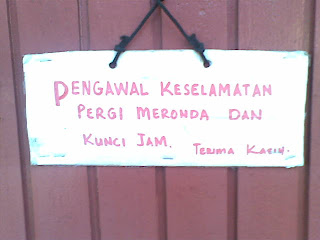 PENGAWAL KESELAMATAN
PERGI MERONDA DAN
KUNCI JAM. TERIMA KASIH.